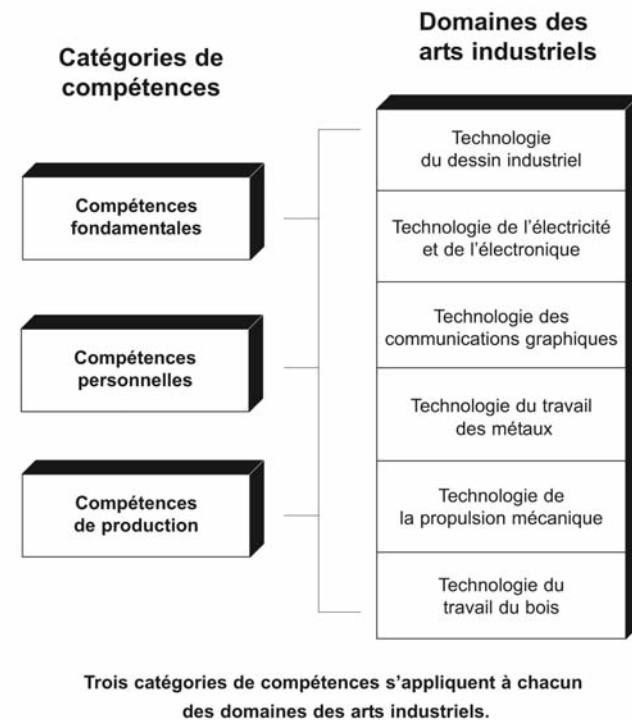 Catégories de
compétences
Compétences
fondamentales
Compétences
personnelles
Compétences
de production
Domaines des
arts industriels
Technologie
du dessin industriel
Technologie de l'électricité
et de l'électronique
Technologie des
communications graphiques
Technologie du travail
des métaux
Technologie de
la propulsion mécanique
Technologie du
travail du bois
Trois catégories de compétences s'appliquent à chacun
des domaines des arts industriels.